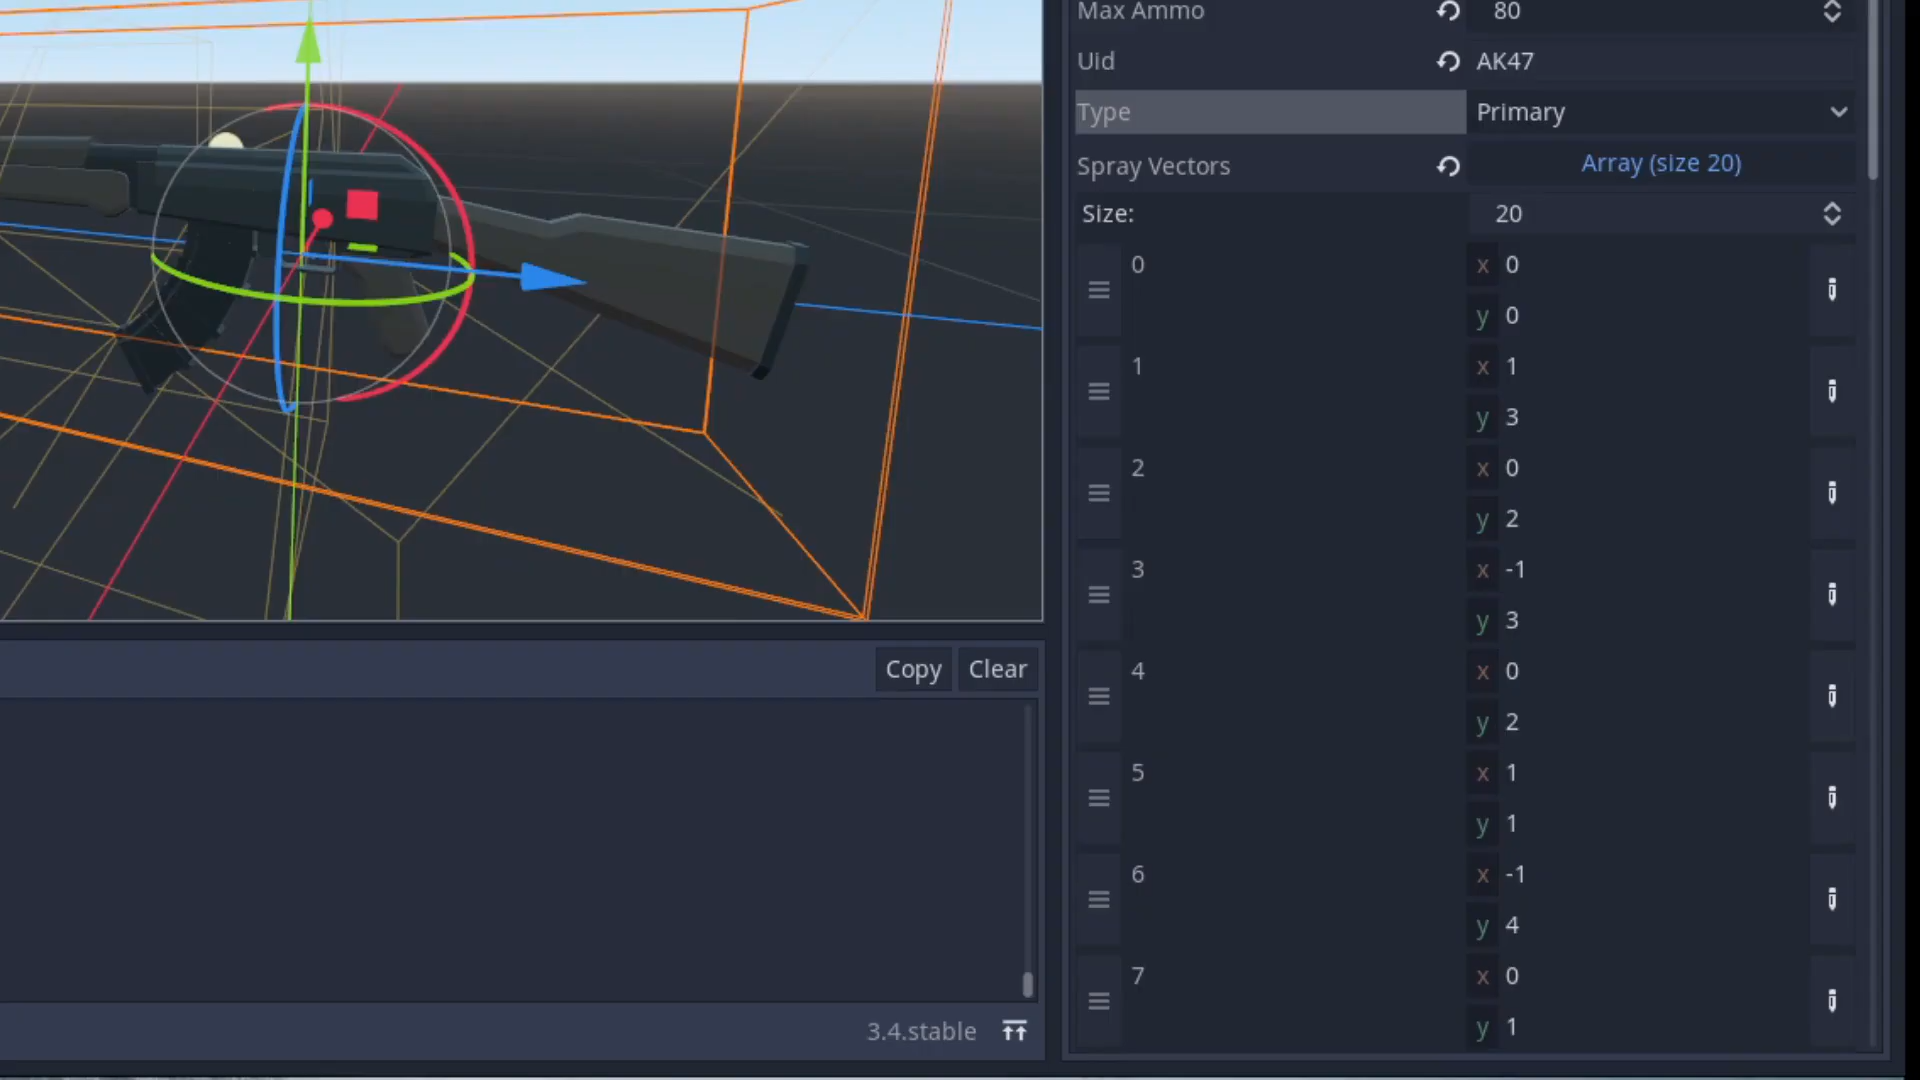 Max Ammo 80
Uid AK47
Type Primary
Spray Vectors Array (size 20)
Size: 20
0 x 0
y 0
1 x 1
y 3
2 x 0
y 2
3 x -1
y 3
4 x 0
y 2
5 x 1
y 1
6 x -1
y 4
7 x 0
y 1
Copy Clear
3.4.stable